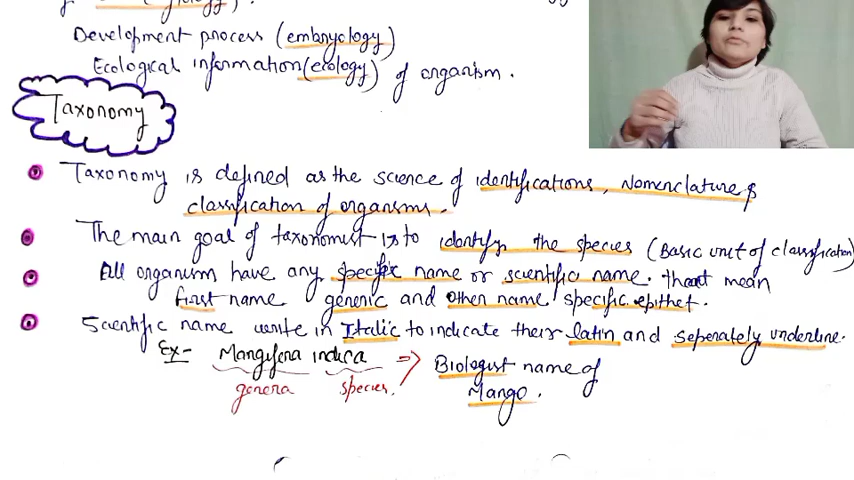 Development process (embryology)
Ecological information (ecology) of organism.
Taxonomy
Taxonomy is defined as the science of identifications, Nomenclature &
classification of organisms.
The main goal of taxonomist is to identify the species (Basic unit of classification)
All organism have any specific name or scientific name. that mean
first name generic and other name specific epithet.
Scientific name write in Italic to indicate their latin and seperately underline.
Ex- Mangifera indica => Biologist name of
genera species. Mango.